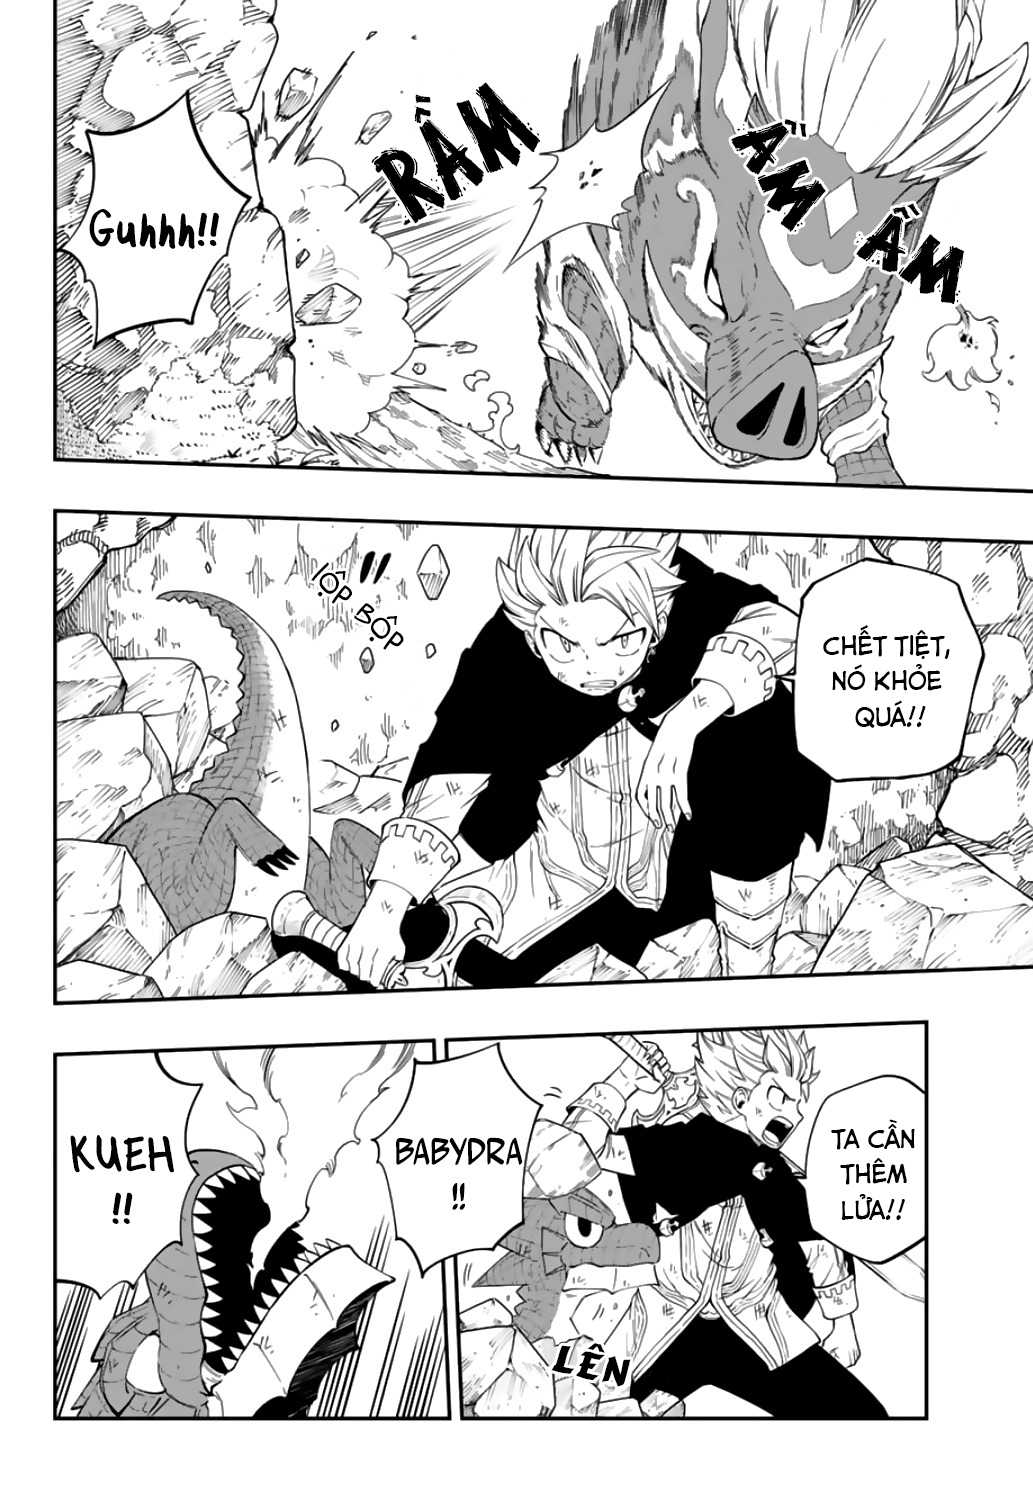 ẦM
ẦM
RẦM
Guhhh!!
CHẾT TIỆT,
NÓ KHỎE
QUÁ!!
LỘP BỘP
TA CẦN
THÊM
LỬA!!
LÊN
BABYDRA
!!
KUEH
!!